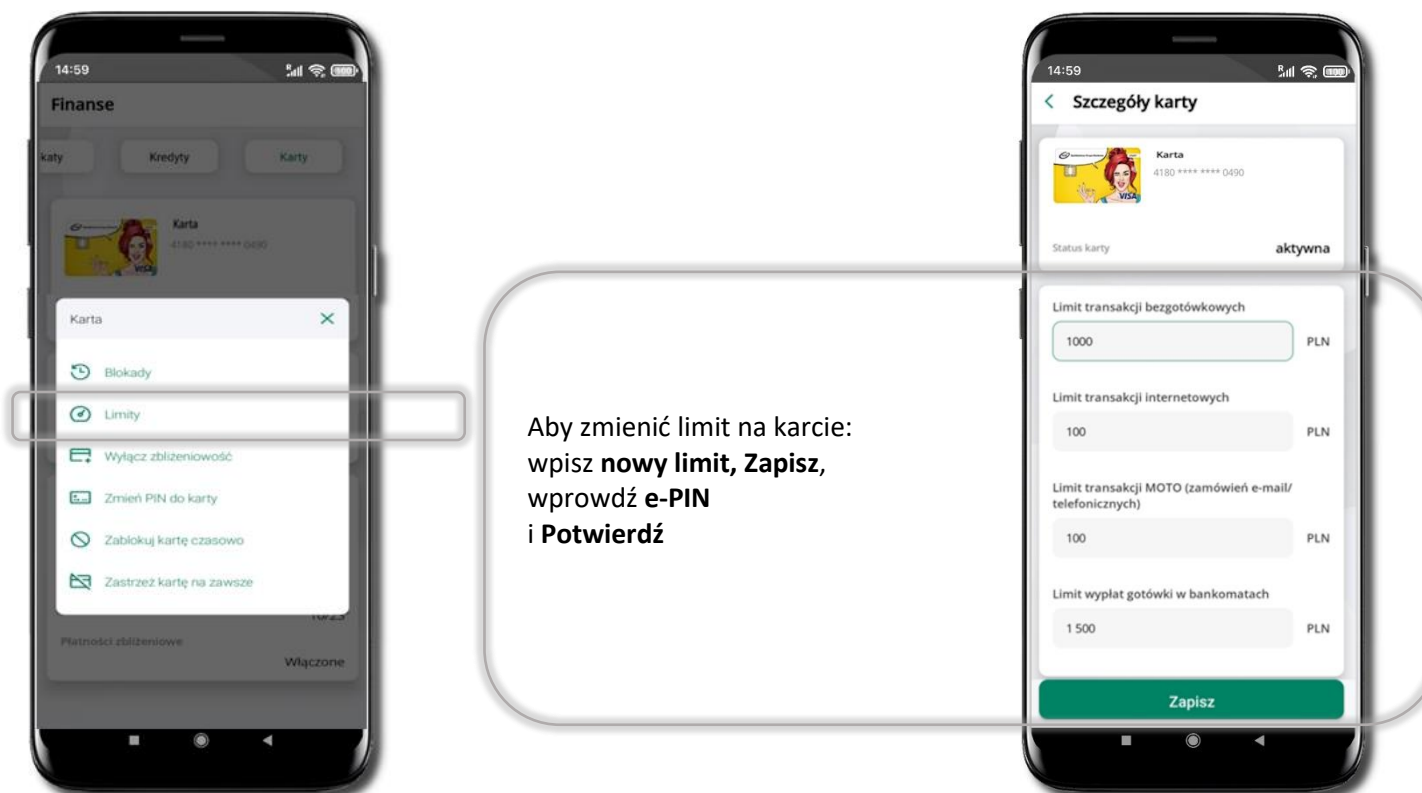 14:59
Finanse
katy
Kredyty
Karty
Karta
4180 **** **** 0490
VISA
Karta
Blokady
Limity
Wyłącz zbliżeniowość
Zmień PIN do karty
Zablokuj kartę czasowo
Zastrzeż kartę na zawsze
Płatności zbliżeniowe
Włączone
Aby zmienić limit na karcie:
wpisz nowy limit, Zapisz,
wprowdź e-PIN
i Potwierdź
14:59
Szczegóły karty
Karta
4180 **** **** 0490
VISA
Status karty
aktywna
Limit transakcji bezgotówkowych
1000 PLN
Limit transakcji internetowych
100 PLN
Limit transakcji MOTO (zamówień e-mail/
telefonicznych)
100 PLN
Limit wypłat gotówki w bankomatach
1 500 PLN
Zapisz